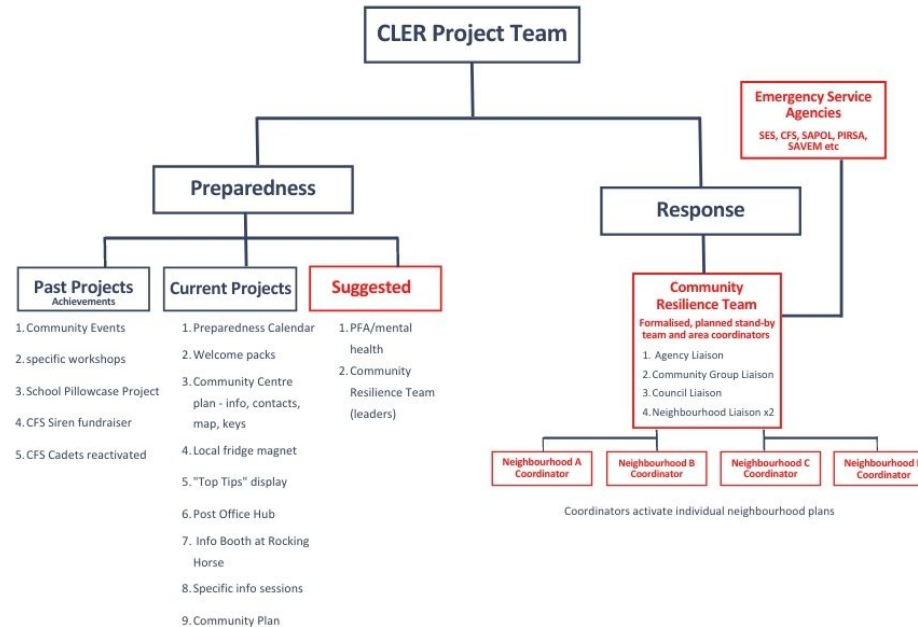 CLER Project Team
Emergency Service
Agencies
SES, CFS, SAPOL, PIRSA,
SAVEM etc
Preparedness
Response
Past Projects
Achievements
1. Community Events
2. specific workshops
3. School Pillowcase Project
4. CFS Siren fundraiser
5. CFS Cadets reactivated
Current Projects
1. Preparedness Calendar
2. Welcome packs
3. Community Centre
plan - info, contacts,
map, keys
4. Local fridge magnet
5. "Top Tips" display
6. Post Office Hub
7. Info Booth at Rocking
Horse
8. Specific info sessions
9. Community Plan
Suggested
1. PFA/mental
health
2. Community
Resilience Team
(leaders)
Community
Resilience Team
Formalised, planned stand-by
team and area coordinators
1. Agency Liaison
2. Community Group Liaison
3. Council Liaison
4. Neighbourhood Liaison x2
Neighbourhood A
Coordinator
Neighbourhood B
Coordinator
Neighbourhood C
Coordinator
Neighbourhood
Coordinator
Coordinators activate individual neighbourhood plans